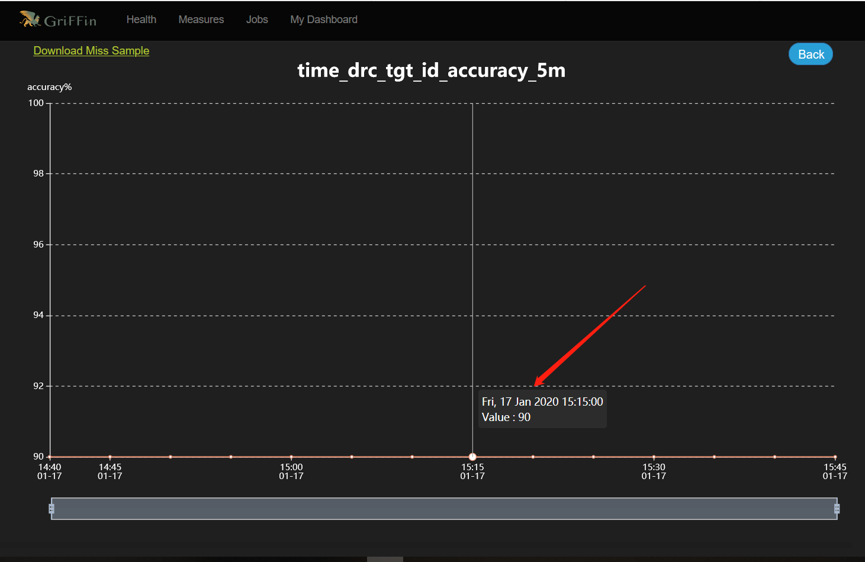 GriFFin Health Measures Jobs My Dashboard
Download Miss Sample
Back
time_drc_tgt_id_accuracy_5m
accuracy%
100
98
96
94
92
Fri, 17 Jan 2020 15:15:00
Value : 90
90
14:40 14:45 15:00 15:15 15:30 15:45
01-17 01-17 01-17 01-17 01-17 01-17